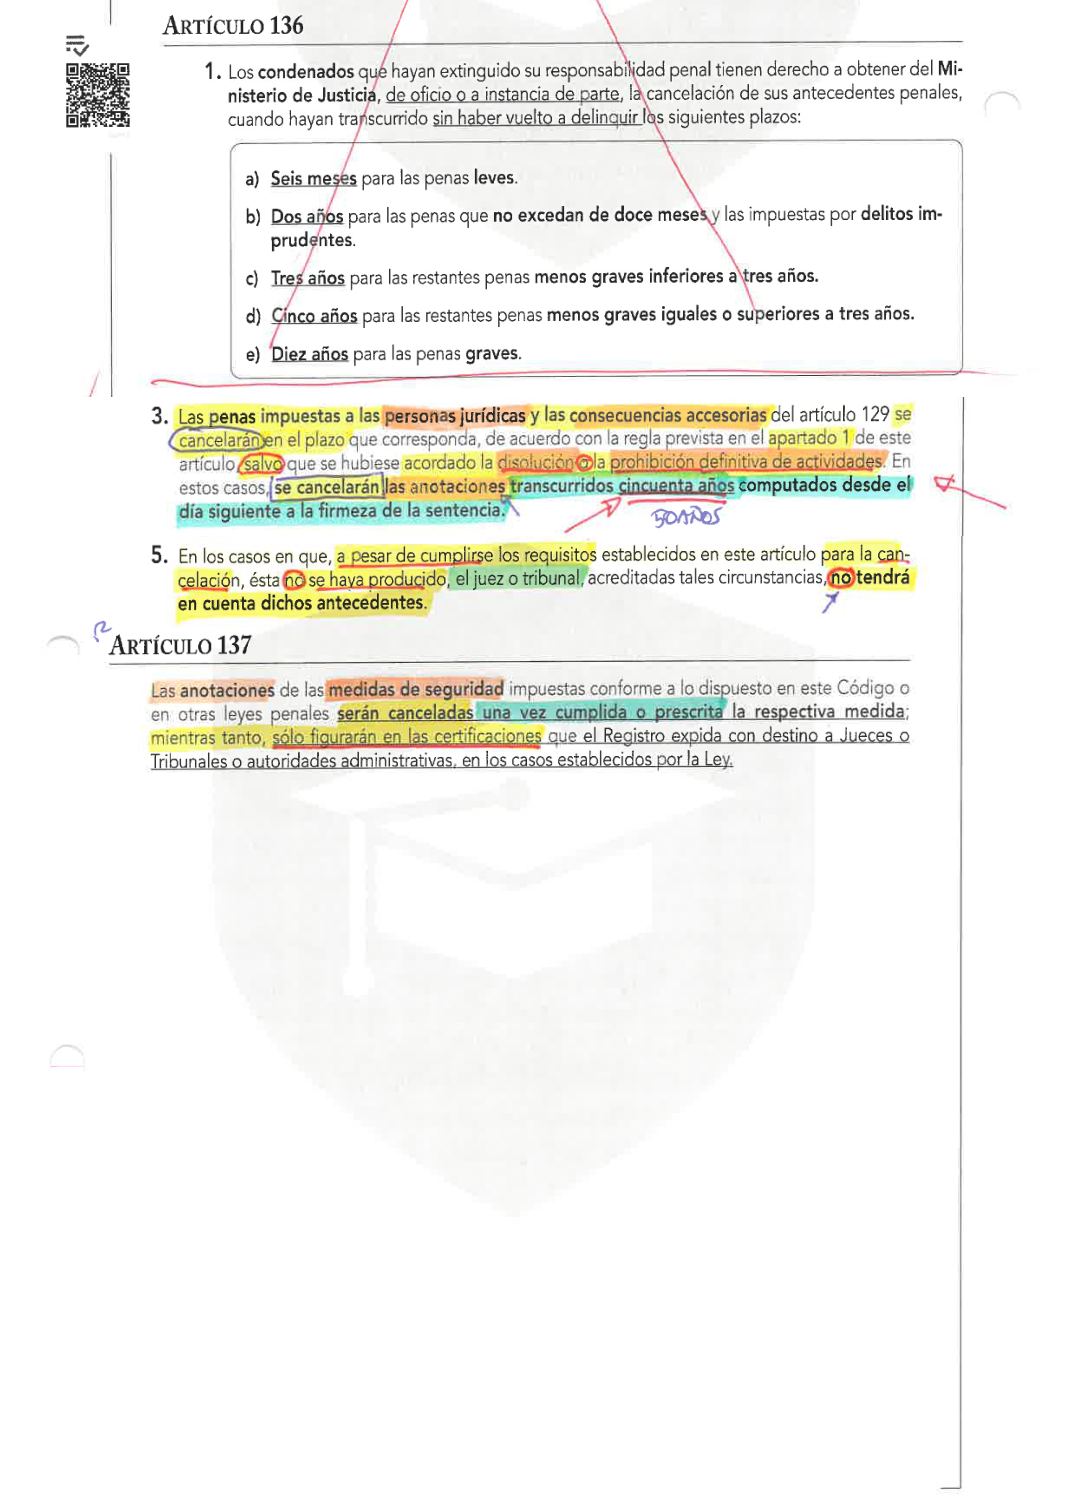 ARTÍCULO 136
1. Los condenados que hayan extinguido su responsabilidad penal tienen derecho a obtener del Mi-
nisterio de Justicia, de oficio o a instancia de parte, la cancelación de sus antecedentes penales,
cuando hayan transcurrido sin haber vuelto a delinquir los siguientes plazos:
a) Seis meses para las penas leves.
b) Dos años para las penas que no excedan de doce meses y las impuestas por delitos im-
prudentes.
c) Tres años para las restantes penas menos graves inferiores a tres años.
d) Cinco años para las restantes penas menos graves iguales o superiores a tres años.
e) Diez años para las penas graves.
3. Las penas impuestas a las personas jurídicas y las consecuencias accesorias del artículo 129 se
cancelarán en el plazo que corresponda, de acuerdo con la regla prevista en el apartado 1 de este
artículo, salvo que se hubiese acordado la disolución o la prohibición definitiva de actividades. En
estos casos, se cancelarán las anotaciones transcurridos cincuenta años computados desde el
día siguiente a la firmeza de la sentencia.
50 AÑOS
5. En los casos en que, a pesar de cumplirse los requisitos establecidos en este artículo para la can-
celación, ésta no se haya producido, el juez o tribunal, acreditadas tales circunstancias, no tendrá
en cuenta dichos antecedentes.
ARTÍCULO 137
Las anotaciones de las medidas de seguridad impuestas conforme a lo dispuesto en este Código o
en otras leyes penales serán canceladas una vez cumplida o prescrita la respectiva medida;
mientras tanto, sólo figurarán en las certificaciones que el Registro expida con destino a Jueces o
Tribunales o autoridades administrativas, en los casos establecidos por la Ley.